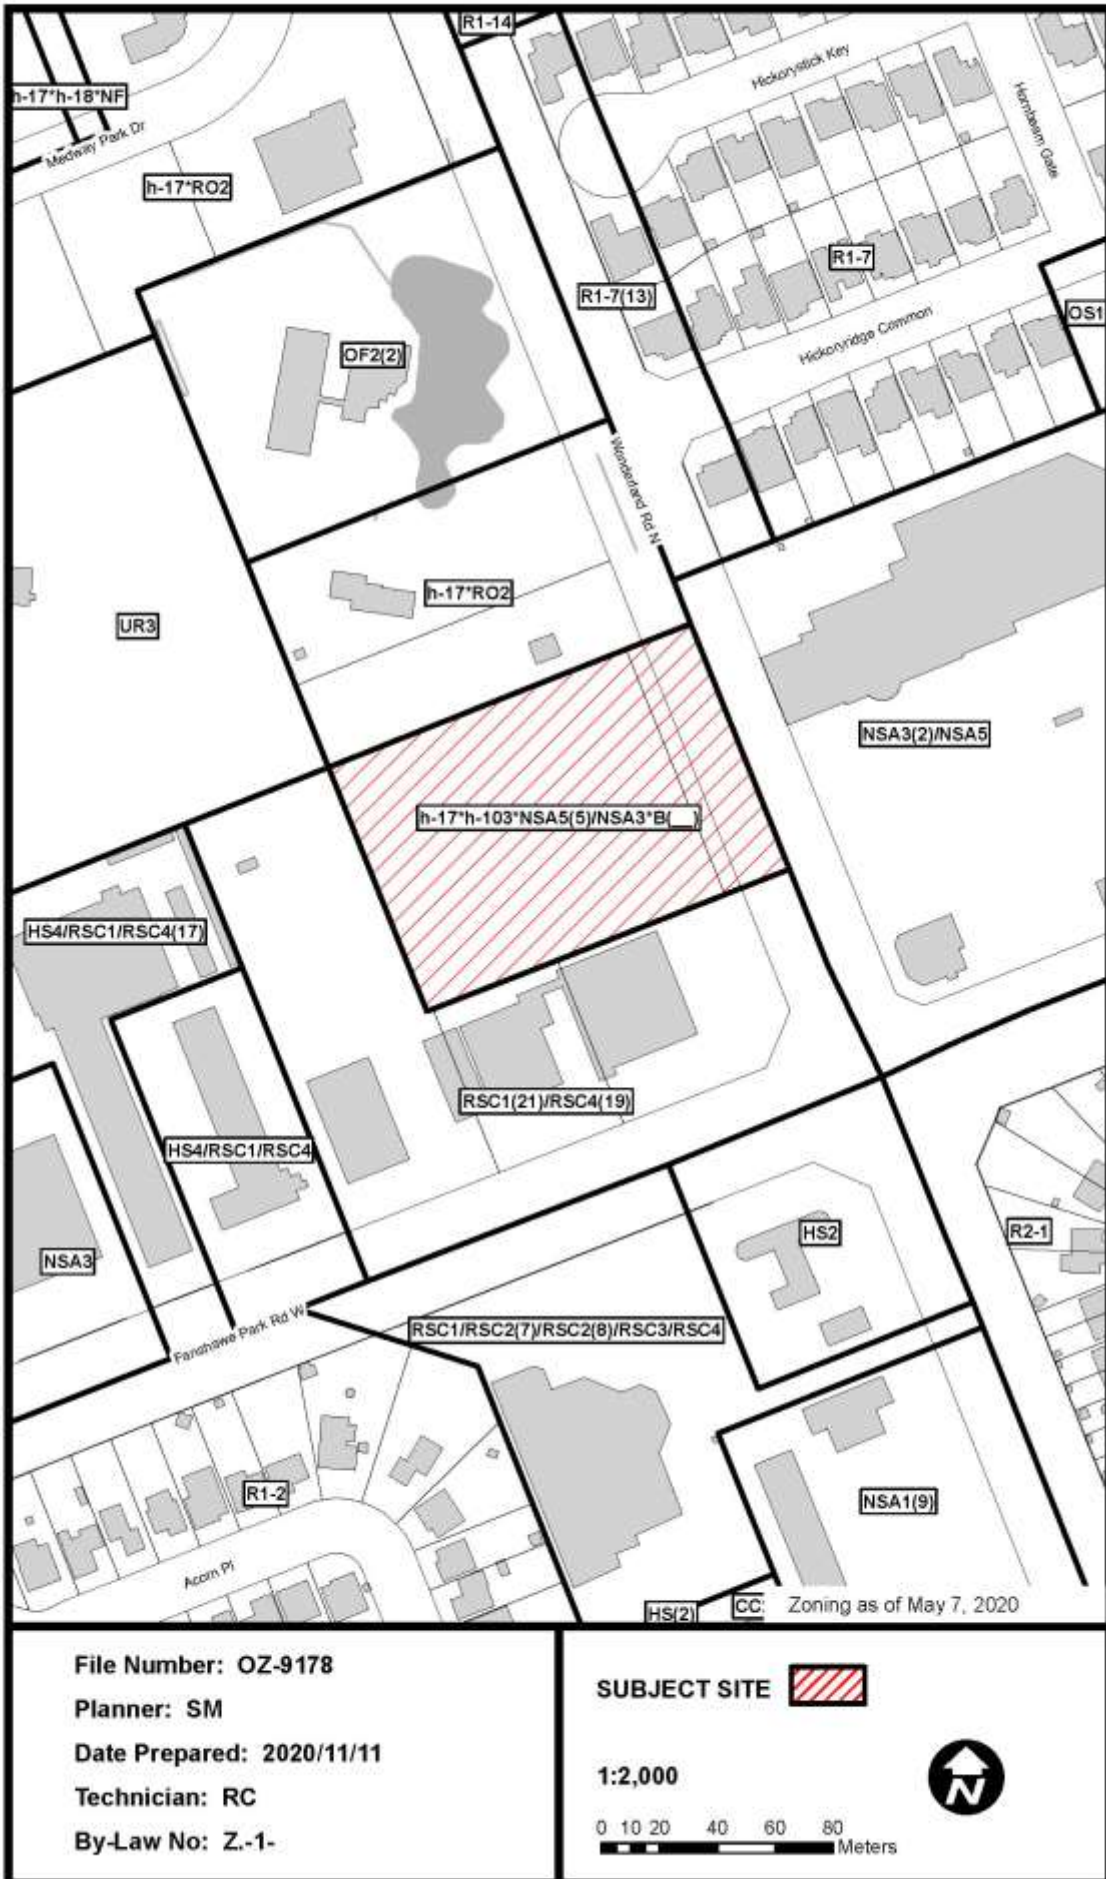 R1-14
Hickorystick Key
h-17*h-18*NF
Medway Park Dr
Hornbeam Gate
h-17*RO2
R1-7
R1-7(13)
OS1
Hickoryridge Common
OF2(2)
Wonderland Rd N
h-17*RO2
UR3
NSA3(2)/NSA5
h-17*h-103*NSA5(5)/NSA3*B(__)
HS4/RSC1/RSC4(17)
RSC1(21)/RSC4(19)
HS4/RSC1/RSC4
R2-1
HS2
NSA3
Fanshawe Park Rd W
RSC1/RSC2(7)/RSC2(8)/RSC3/RSC4
R1-2
NSA1(9)
Acorn Pl
HS(2)
CC
Zoning as of May 7, 2020
File Number: OZ-9178
Planner: SM
Date Prepared: 2020/11/11
Technician: RC
By-Law No: Z.-1-
SUBJECT SITE
1:2,000
N
0 10 20 40 60 80
Meters